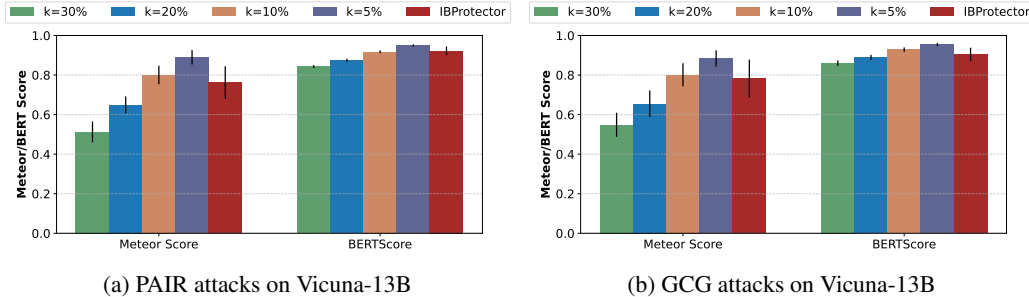 k=30% k=20% k=10% k=5% IBProtector
Meteor/BERT Score
1.0
0.8
0.6
0.4
0.2
0.0
Meteor Score BERTScore
(a) PAIR attacks on Vicuna-13B
k=30% k=20% k=10% k=5% IBProtector
Meteor/BERT Score
1.0
0.8
0.6
0.4
0.2
0.0
Meteor Score BERTScore
(b) GCG attacks on Vicuna-13B